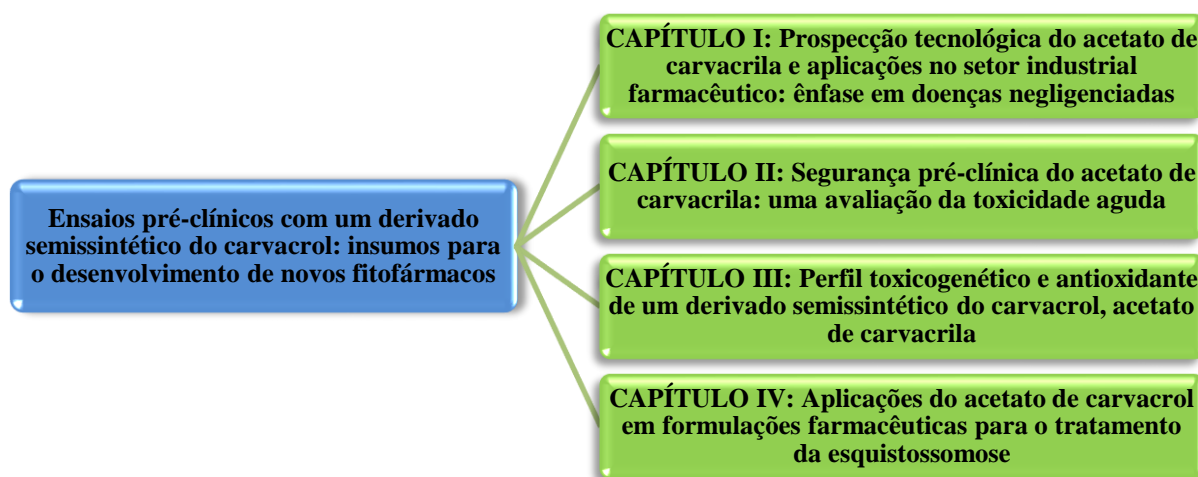 Ensaios pré-clínicos com um derivado
semissintético do carvacrol: insumos para
o desenvolvimento de novos fitofármacos
CAPÍTULO I: Prospecção tecnológica do acetato de
carvacrila e aplicações no setor industrial
farmacêutico: ênfase em doenças negligenciadas
CAPÍTULO II: Segurança pré-clínica do acetato de
carvacrila: uma avaliação da toxicidade aguda
CAPÍTULO III: Perfil toxicogenético e antioxidante
de um derivado semissintético do carvacrol, acetato
de carvacrila
CAPÍTULO IV: Aplicações do acetato de carvacrol
em formulações farmacêuticas para o tratamento
da esquistossomose